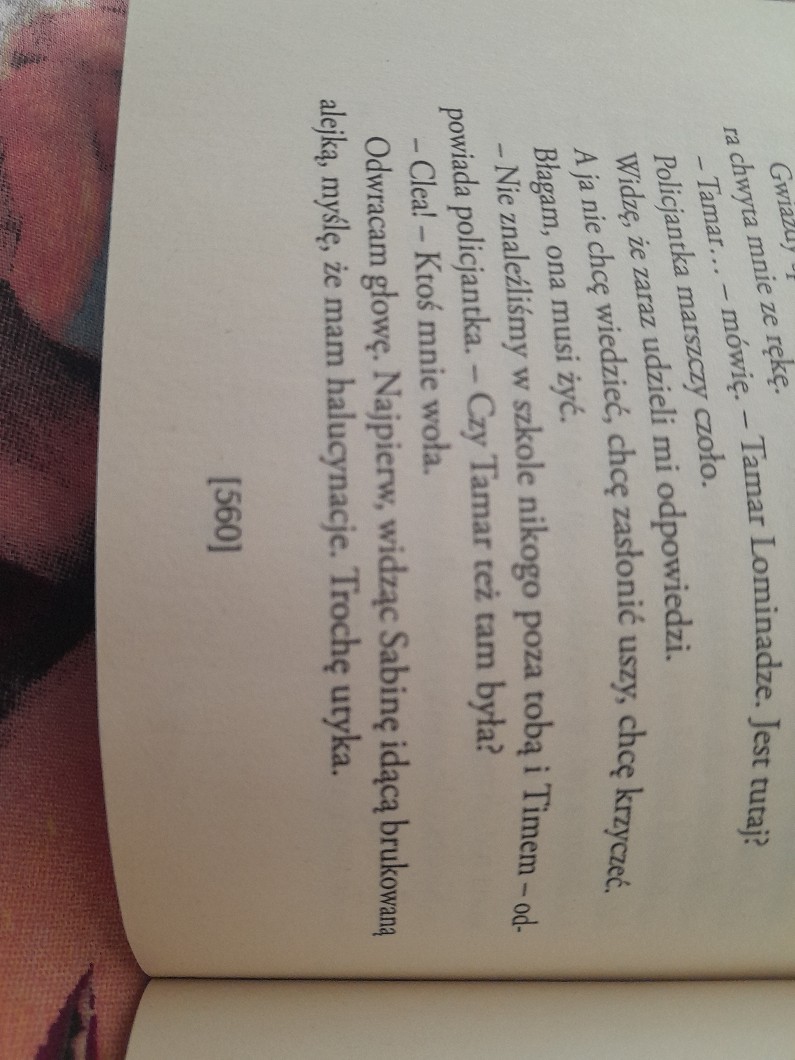 ra chwyta mnie ze rękę.
– Tamar… – mówię. – Tamar Lominadze. Jest tutaj?
Policjantka marszczy czoło.
Widzę, że zaraz udzieli mi odpowiedzi.
A ja nie chcę wiedzieć, chcę zasłonić uszy, chcę krzyczeć.
Błagam, ona musi żyć.
– Nie znaleźliśmy w szkole nikogo poza tobą i Timem – od-
powiada policjantka. – Czy Tamar też tam była?
– Clea! – Ktoś mnie woła.
Odwracam głowę. Najpierw, widząc Sabinę idącą brukowaną
alejką, myślę, że mam halucynacje. Trochę utyka.
[560]